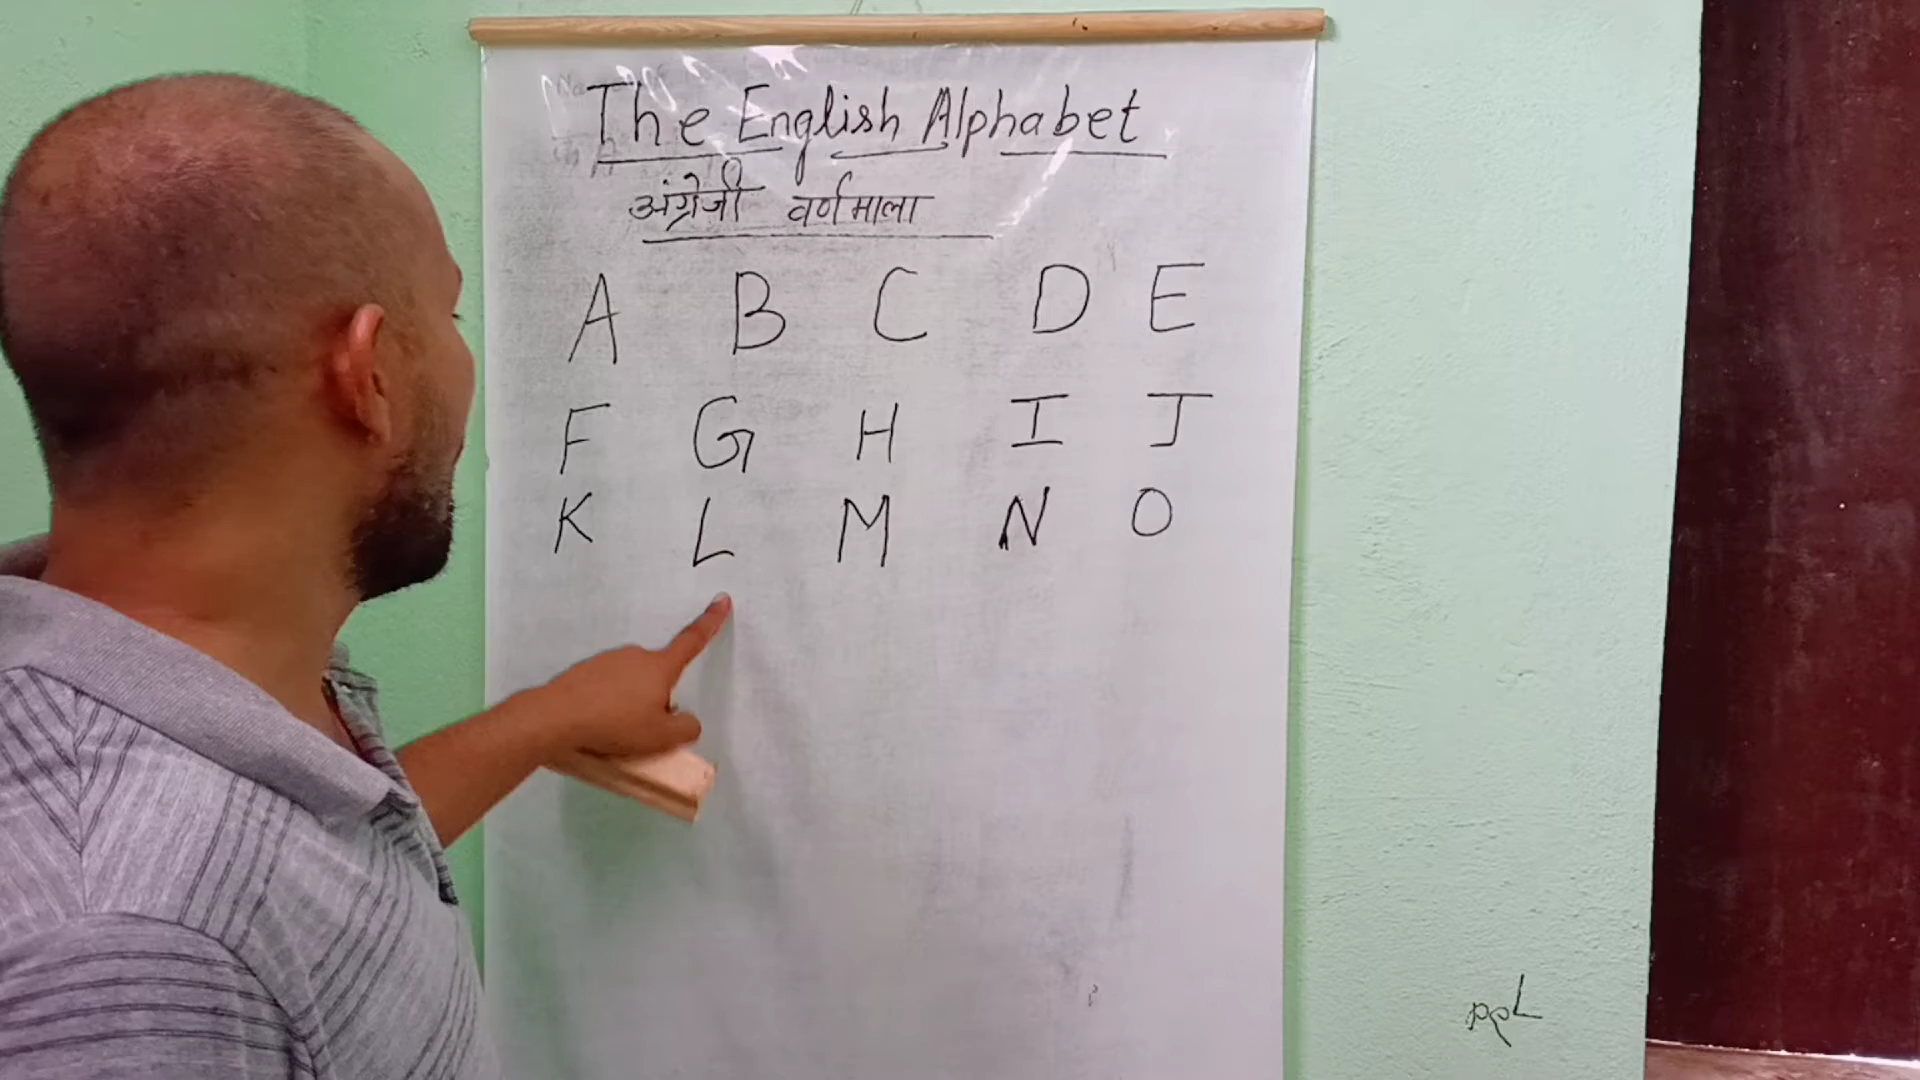 The English Alphabet
अंग्रेजी वर्णमाला
A B C D E
F G H I J
K L M N O